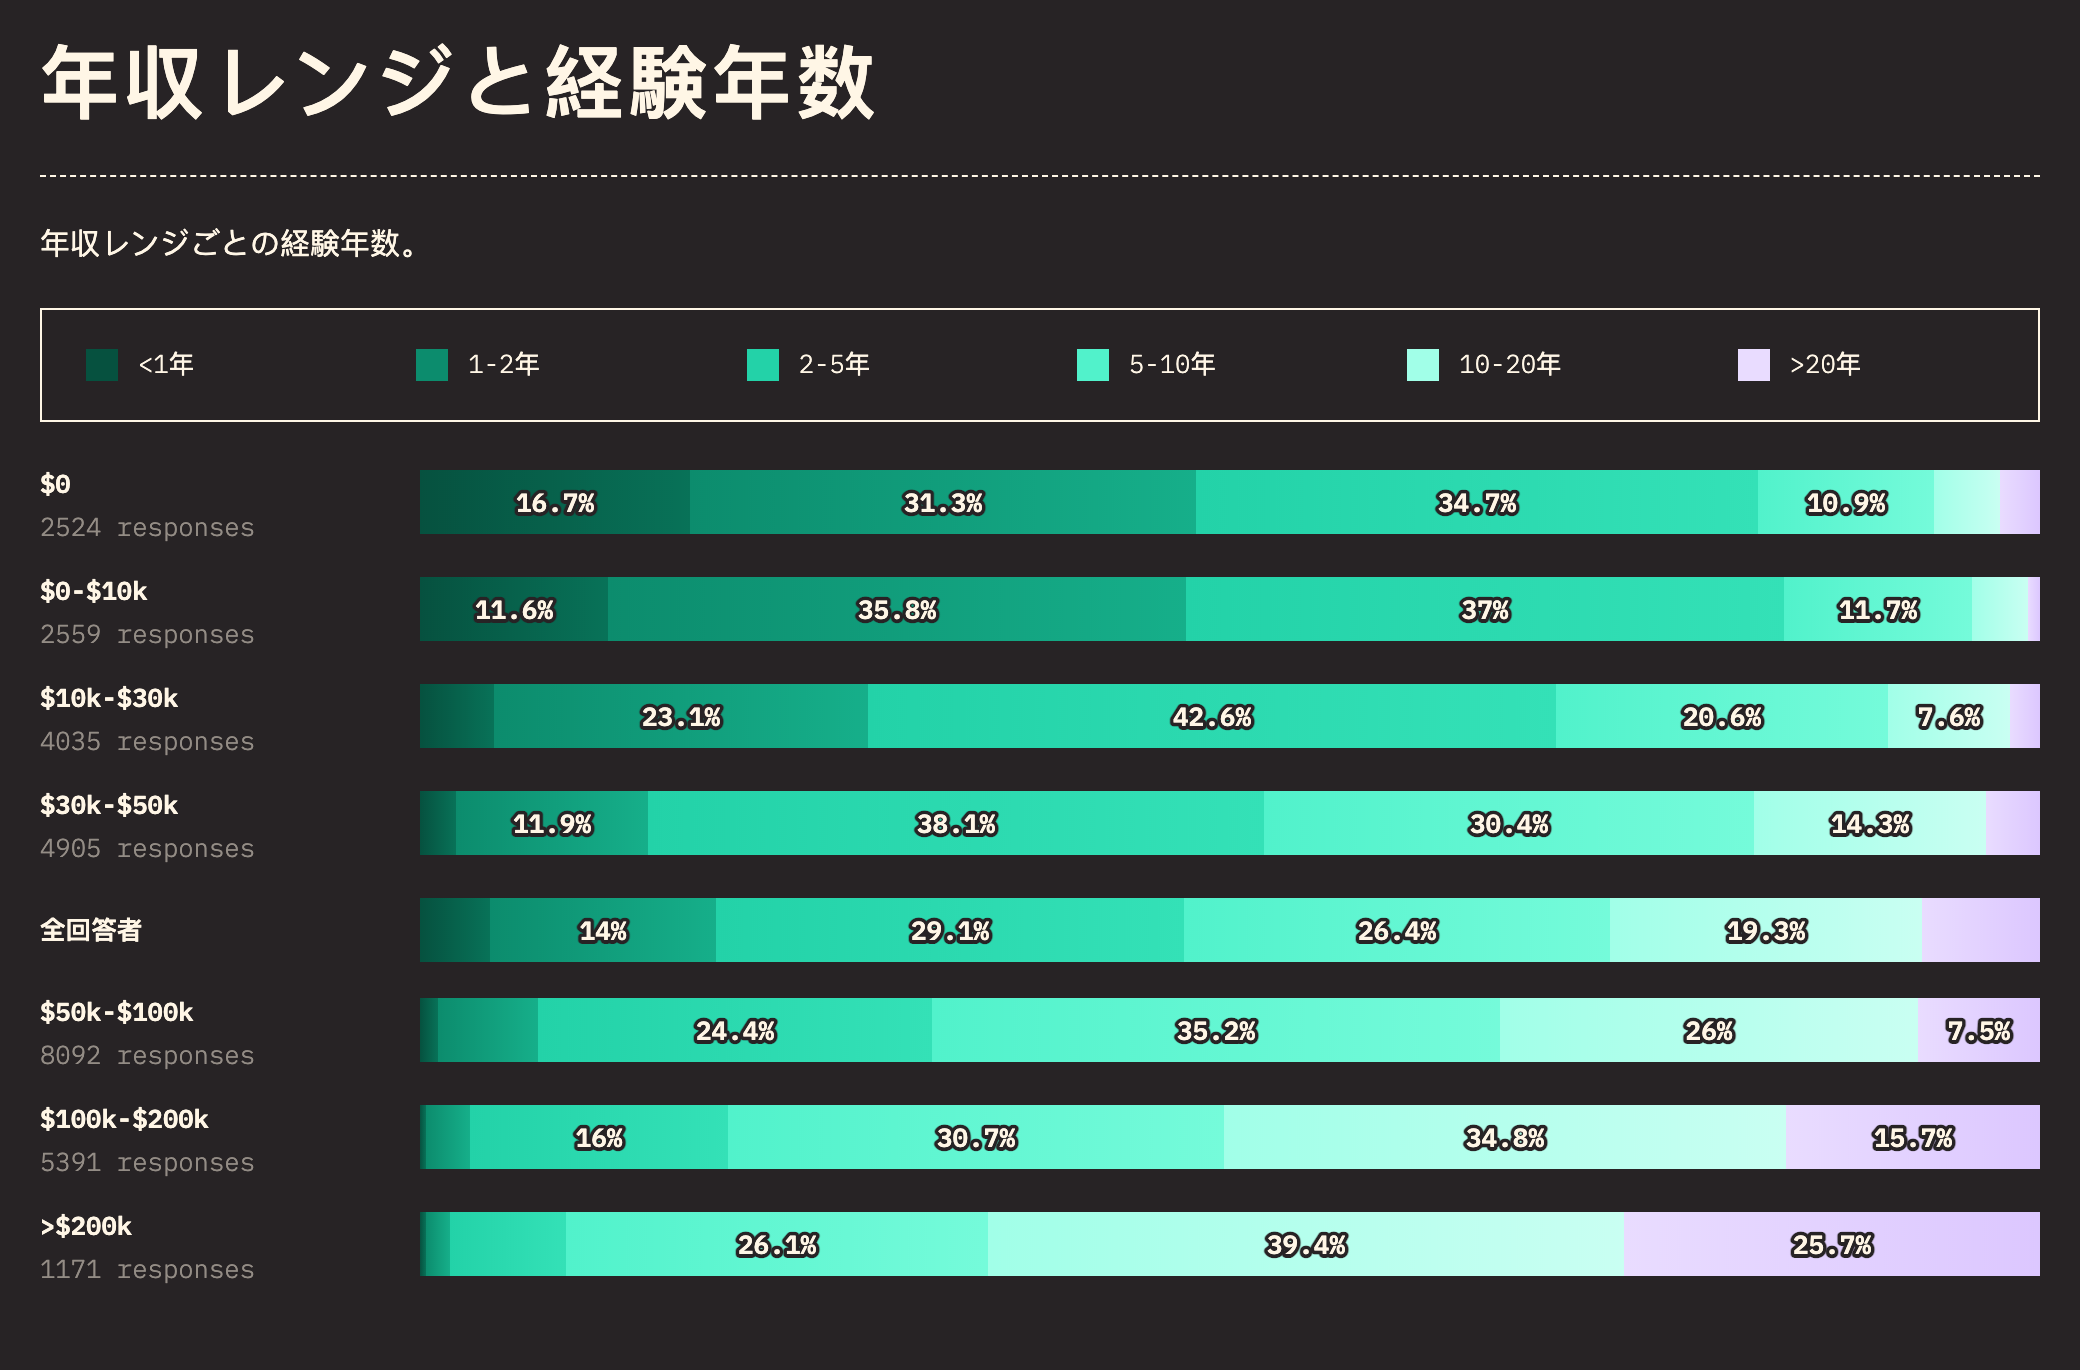 年収レンジと経験年数
年収レンジごとの経験年数。
<1年 1-2年 2-5年 5-10年 10-20年 >20年
$0
2524 responses
16.7% 31.3% 34.7% 10.9%
$0-$10k
2559 responses
11.6% 35.8% 37% 11.7%
$10k-$30k
4035 responses
23.1% 42.6% 20.6% 7.6%
$30k-$50k
4905 responses
11.9% 38.1% 30.4% 14.3%
全回答者
14% 29.1% 26.4% 19.3%
$50k-$100k
8092 responses
24.4% 35.2% 26% 7.5%
$100k-$200k
5391 responses
16% 30.7% 34.8% 15.7%
>$200k
1171 responses
26.1% 39.4% 25.7%